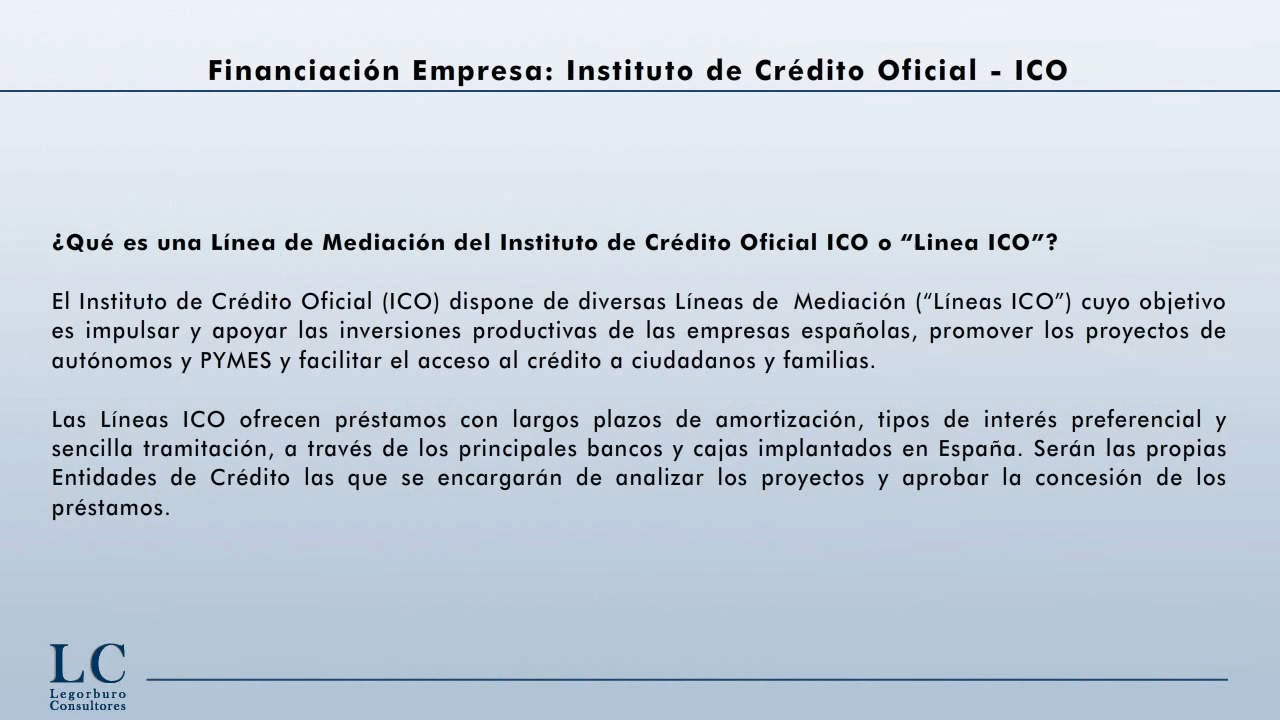 Financiación Empresa: Instituto de Crédito Oficial - ICO
¿Qué es una Línea de Mediación del Instituto de Crédito Oficial ICO o “Linea ICO”?
El Instituto de Crédito Oficial (ICO) dispone de diversas Líneas de  Mediación (“Líneas ICO”) cuyo objetivo
es impulsar y apoyar las inversiones productivas de las empresas españolas, promover los proyectos de
autónomos y PYMES y facilitar el acceso al crédito a ciudadanos y familias.
Las Líneas ICO ofrecen préstamos con largos plazos de amortización, tipos de interés preferencial y
sencilla tramitación, a través de los principales bancos y cajas implantados en España. Serán las propias
Entidades de Crédito las que se encargarán de analizar los proyectos y aprobar la concesión de los
préstamos.
LC
Legorburo
Consultores